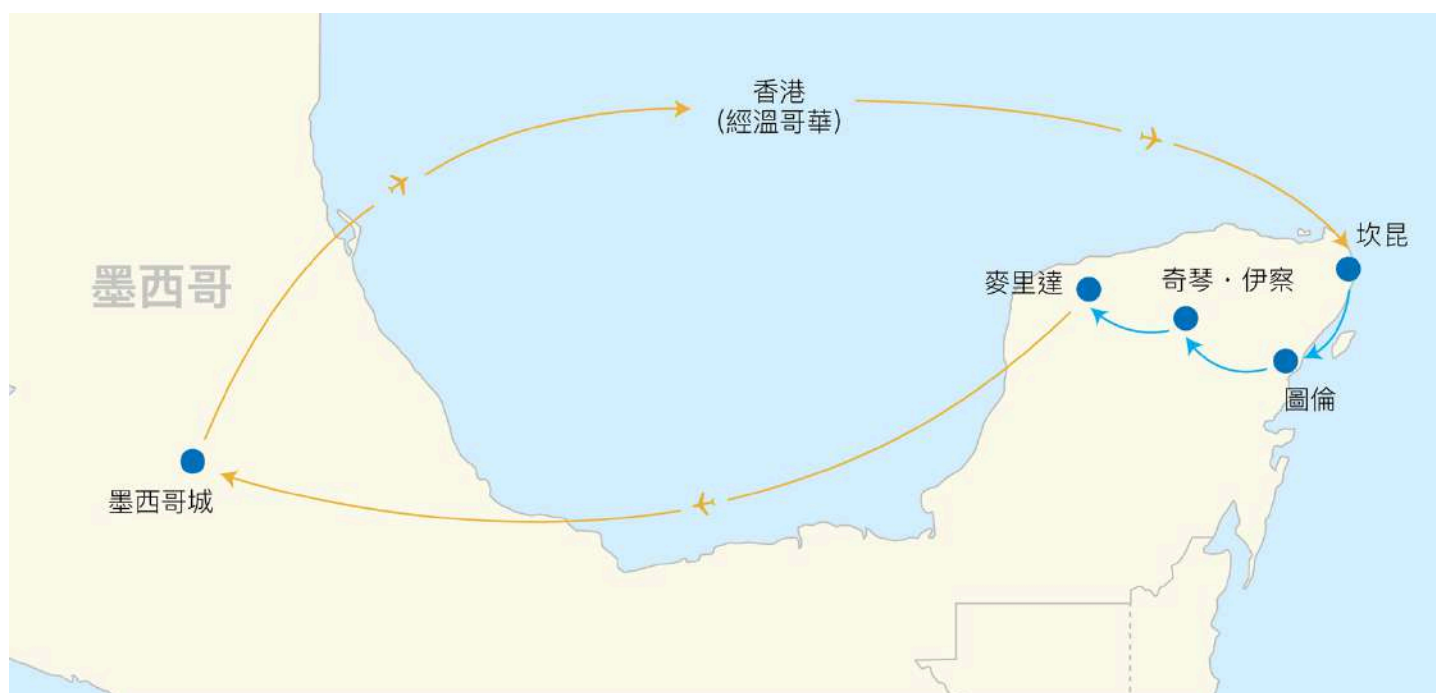 香港
(經溫哥華)
坎昆
奇琴·伊察
麥里達
墨西哥
圖倫
墨西哥城